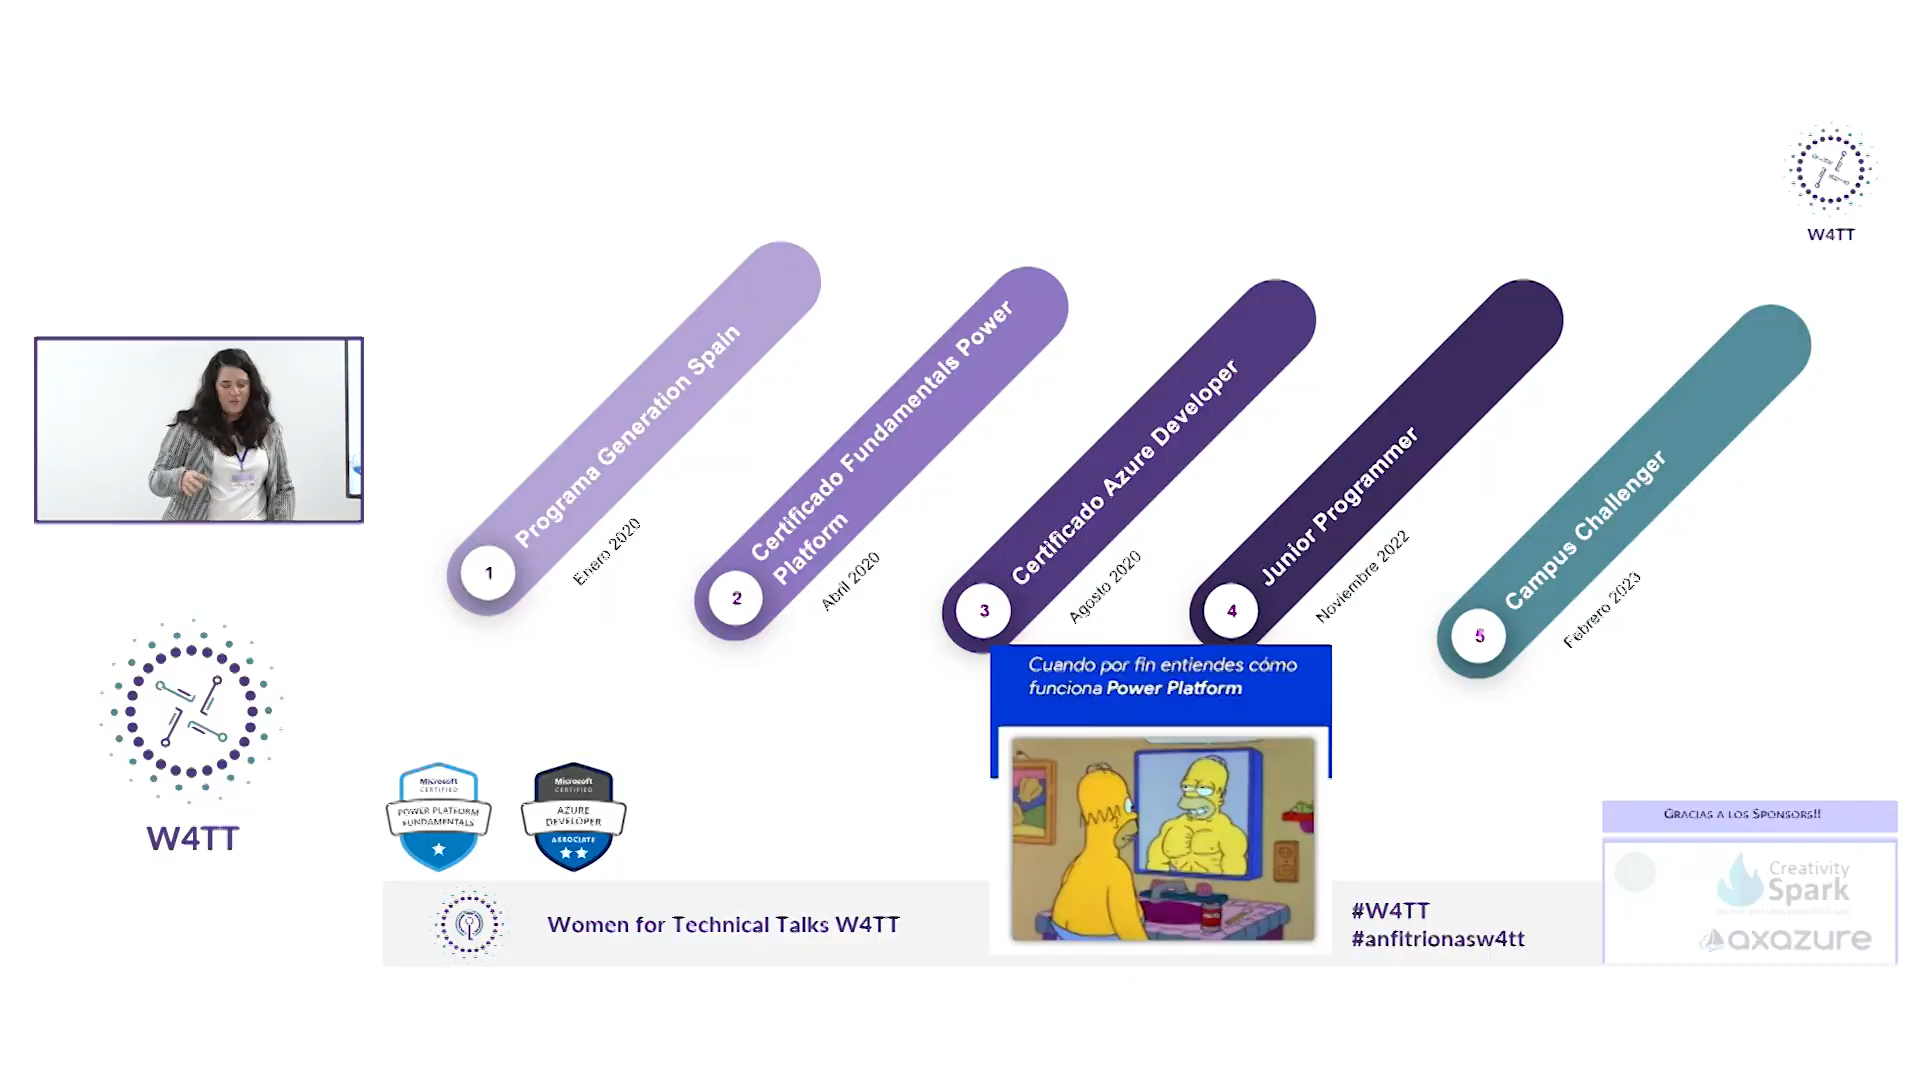 W4TT
1
Programa Generation Spain
Enero 2020
2
Certificado Fundamentals Power
Platform
Abril 2020
3
Certificado Azure Developer
Agosto 2020
4
Junior Programmer
Noviembre 2022
5
Campus Challenger
Febrero 2023
Cuando por fin entiendes cómo
funciona Power Platform
W4TT
Microsoft
CERTIFIED
POWER PLATFORM
FUNDAMENTALS
Microsoft
CERTIFIED
AZURE
DEVELOPER
ASSOCIATE
Women for Technical Talks W4TT
#W4TT
#anfitrionasw4tt
Gracias a los Sponsors!!
Creativity
Spark
axazure